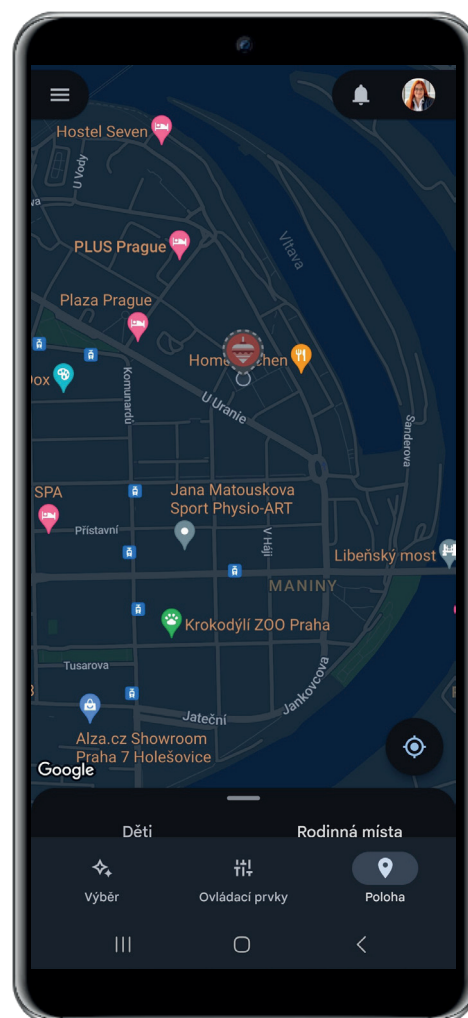 Hostel Seven
U Vody
va
PLUS Prague
Vltava
Plaza Prague
Home
chen
Komunardů
U Uranie
Sanderova
SPA
Jana Matouskova
Sport Physio-ART
Přístavní
V Háji
Libeňský most
MANINY
Krokodýlí ZOO Praha
Tusarova
Jankovcova
Jateční
Alza.cz Showroom
Praha 7 Holešovice
Google
Děti
Rodinná místa
Výběr
Ovládací prvky
Poloha